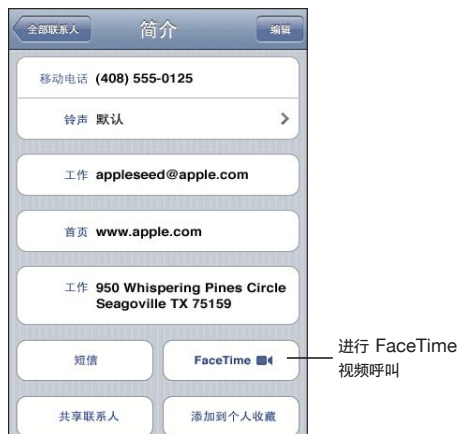 全部联系人 简介 编辑
移动电话 (408) 555-0125
铃声 默认
工作 appleseed@apple.com
首页 www.apple.com
工作 950 Whispering Pines Circle
Seagoville TX 75159
短信 FaceTime
进行 FaceTime
视频呼叫
共享联系人 添加到个人收藏